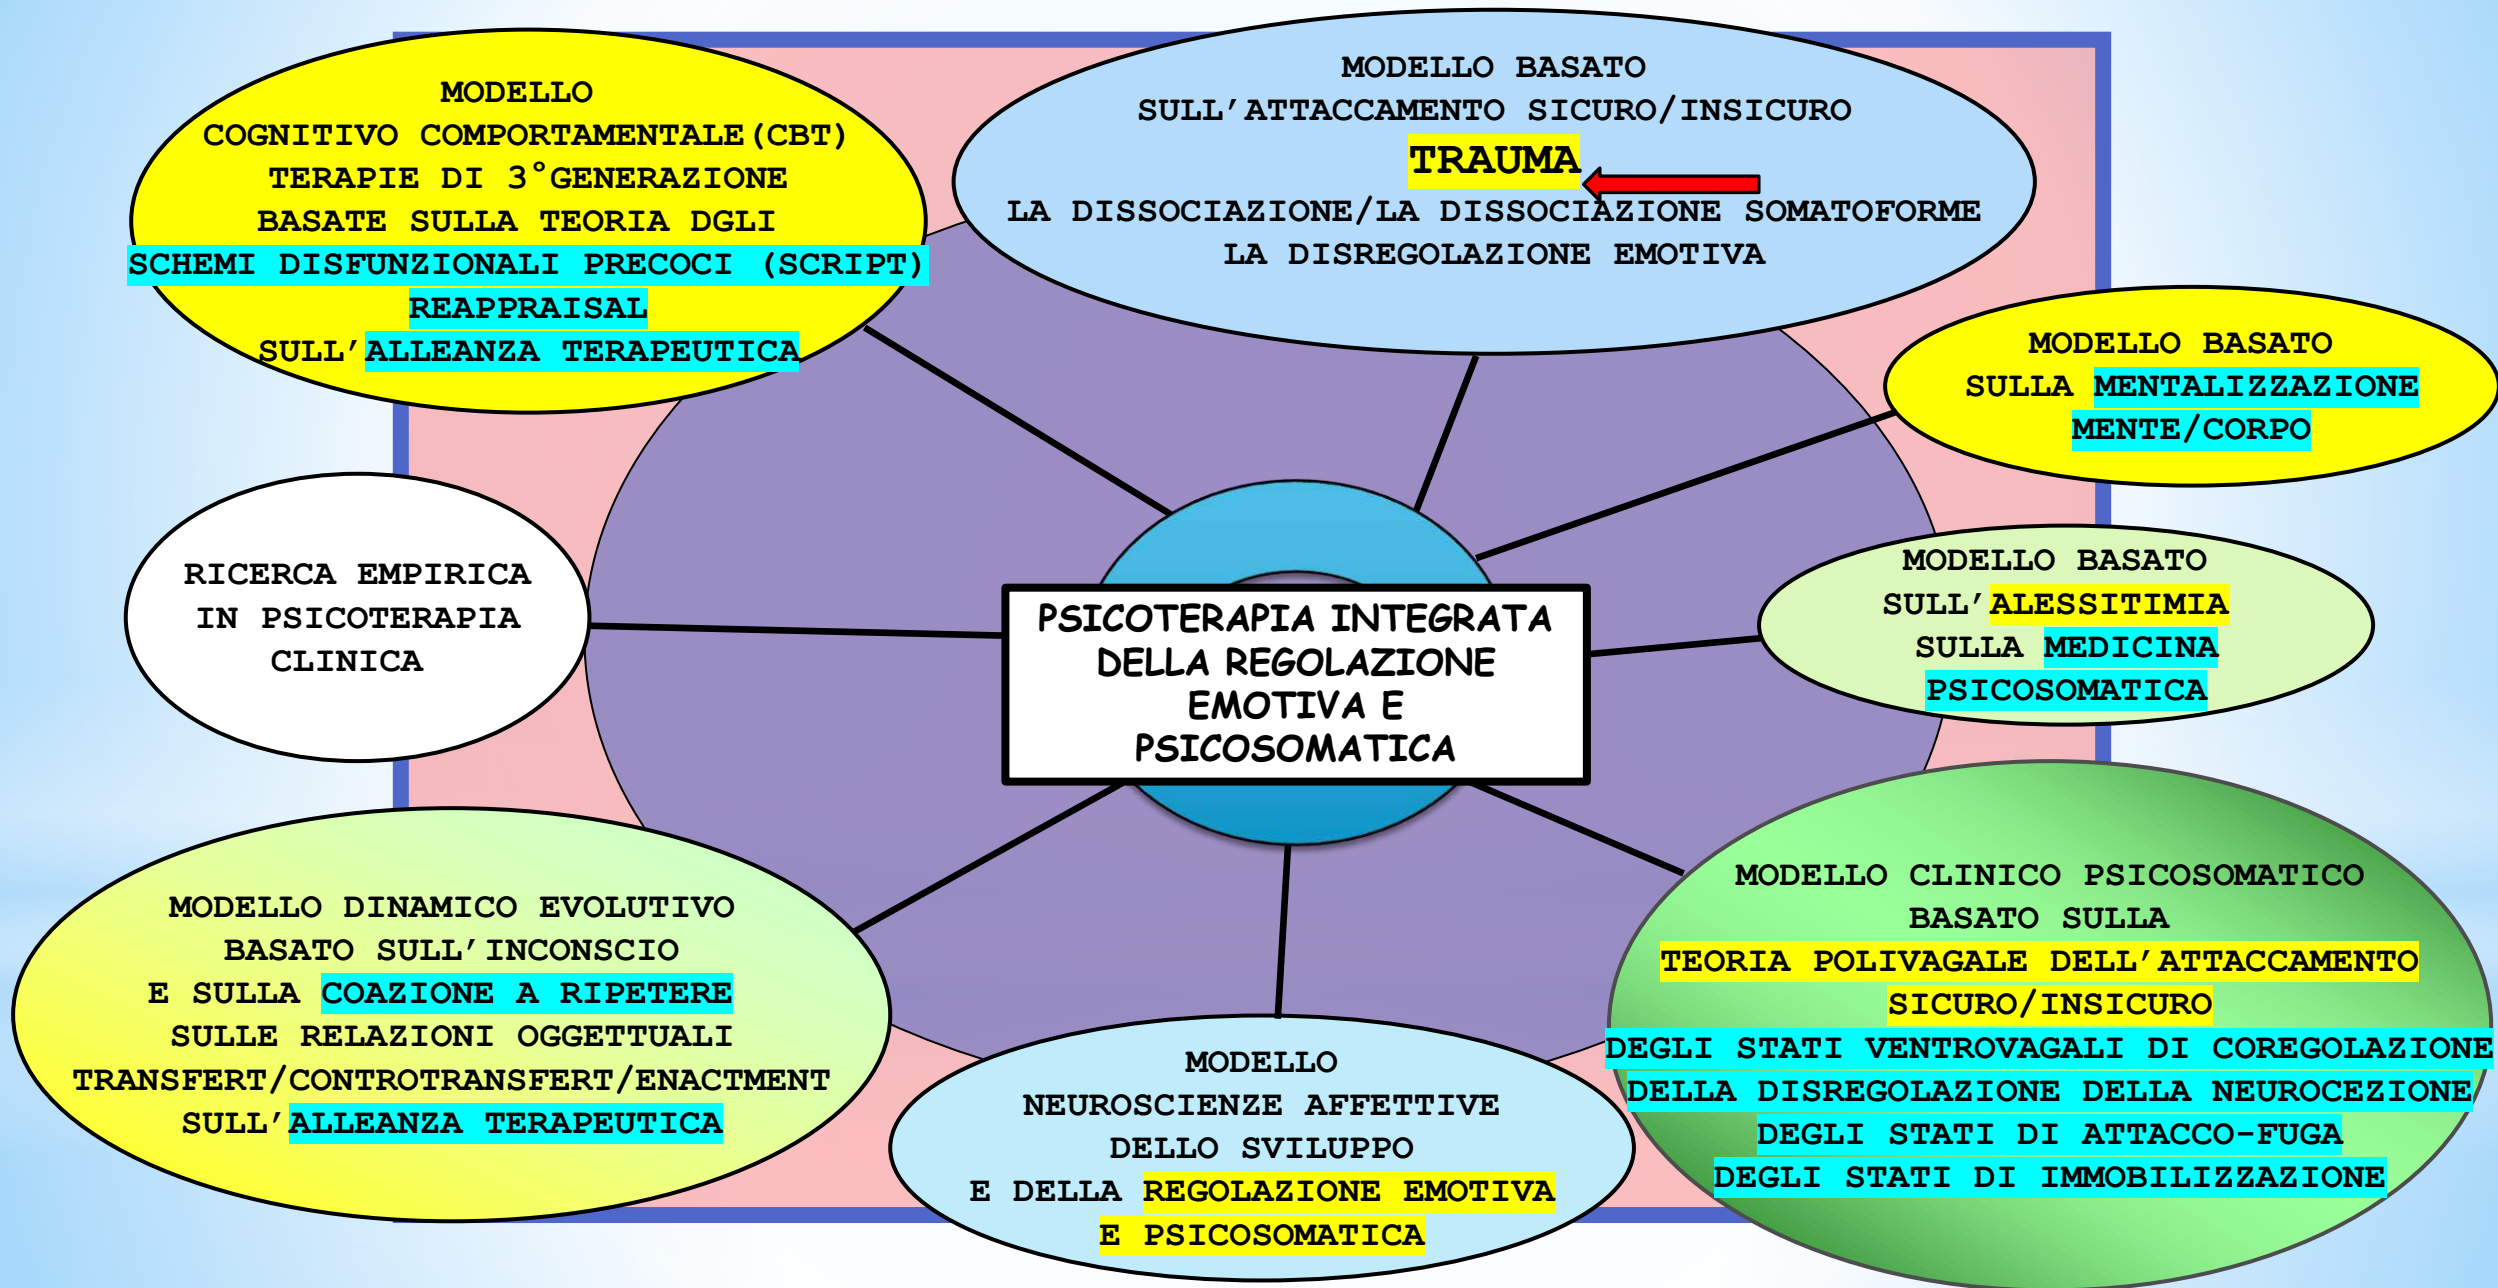 MODELLO
COGNITIVO COMPORTAMENTALE(CBT)
TERAPIE DI 3°GENERAZIONE
BASATE SULLA TEORIA DGLI
SCHEMI DISFUNZIONALI PRECOCI (SCRIPT)
REAPPRAISAL
SULL’ALLEANZA TERAPEUTICA
MODELLO BASATO
SULL’ATTACCAMENTO SICURO/INSICURO
TRAUMA
LA DISSOCIAZIONE/LA DISSOCIAZIONE SOMATOFORME
LA DISREGOLAZIONE EMOTIVA
MODELLO BASATO
SULLA MENTALIZZAZIONE
MENTE/CORPO
RICERCA EMPIRICA
IN PSICOTERAPIA
CLINICA
PSICOTERAPIA INTEGRATA
DELLA REGOLAZIONE
EMOTIVA E
PSICOSOMATICA
MODELLO BASATO
SULL’ALESSITIMIA
SULLA MEDICINA
PSICOSOMATICA
MODELLO DINAMICO EVOLUTIVO
BASATO SULL’INCONSCIO
E SULLA COAZIONE A RIPETERE
SULLE RELAZIONI OGGETTUALI
TRANSFERT/CONTROTRANSFERT/ENACTMENT
SULL’ALLEANZA TERAPEUTICA
MODELLO
NEUROSCIENZE AFFETTIVE
DELLO SVILUPPO
E DELLA REGOLAZIONE EMOTIVA
E PSICOSOMATICA
MODELLO CLINICO PSICOSOMATICO
BASATO SULLA
TEORIA POLIVAGALE DELL’ATTACCAMENTO
SICURO/INSICURO
DEGLI STATI VENTROVAGALI DI COREGOLAZIONE
DELLA DISREGOLAZIONE DELLA NEUROCEZIONE
DEGLI STATI DI ATTACCO-FUGA
DEGLI STATI DI IMMOBILIZZAZIONE